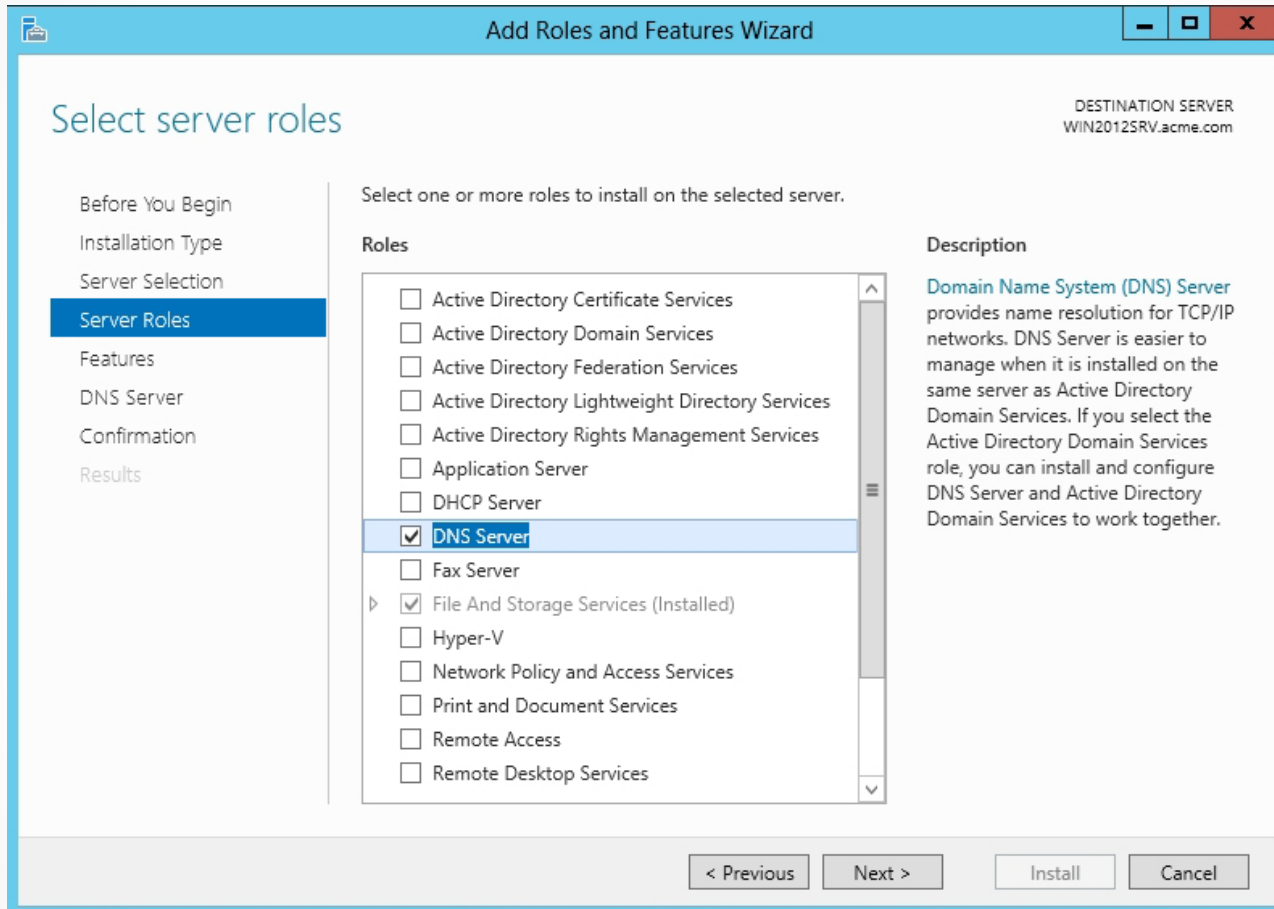 Add Roles and Features Wizard
Select server roles
DESTINATION SERVER
WIN2012SRV.acme.com
Before You Begin
Installation Type
Server Selection
Server Roles
Features
DNS Server
Confirmation
Results
Select one or more roles to install on the selected server.
Roles
Active Directory Certificate Services
Active Directory Domain Services
Active Directory Federation Services
Active Directory Lightweight Directory Services
Active Directory Rights Management Services
Application Server
DHCP Server
DNS Server
Fax Server
File And Storage Services (Installed)
Hyper-V
Network Policy and Access Services
Print and Document Services
Remote Access
Remote Desktop Services
Description
Domain Name System (DNS) Server
provides name resolution for TCP/IP
networks. DNS Server is easier to
manage when it is installed on the
same server as Active Directory
Domain Services. If you select the
Active Directory Domain Services
role, you can install and configure
DNS Server and Active Directory
Domain Services to work together.
< Previous
Next >
Install
Cancel